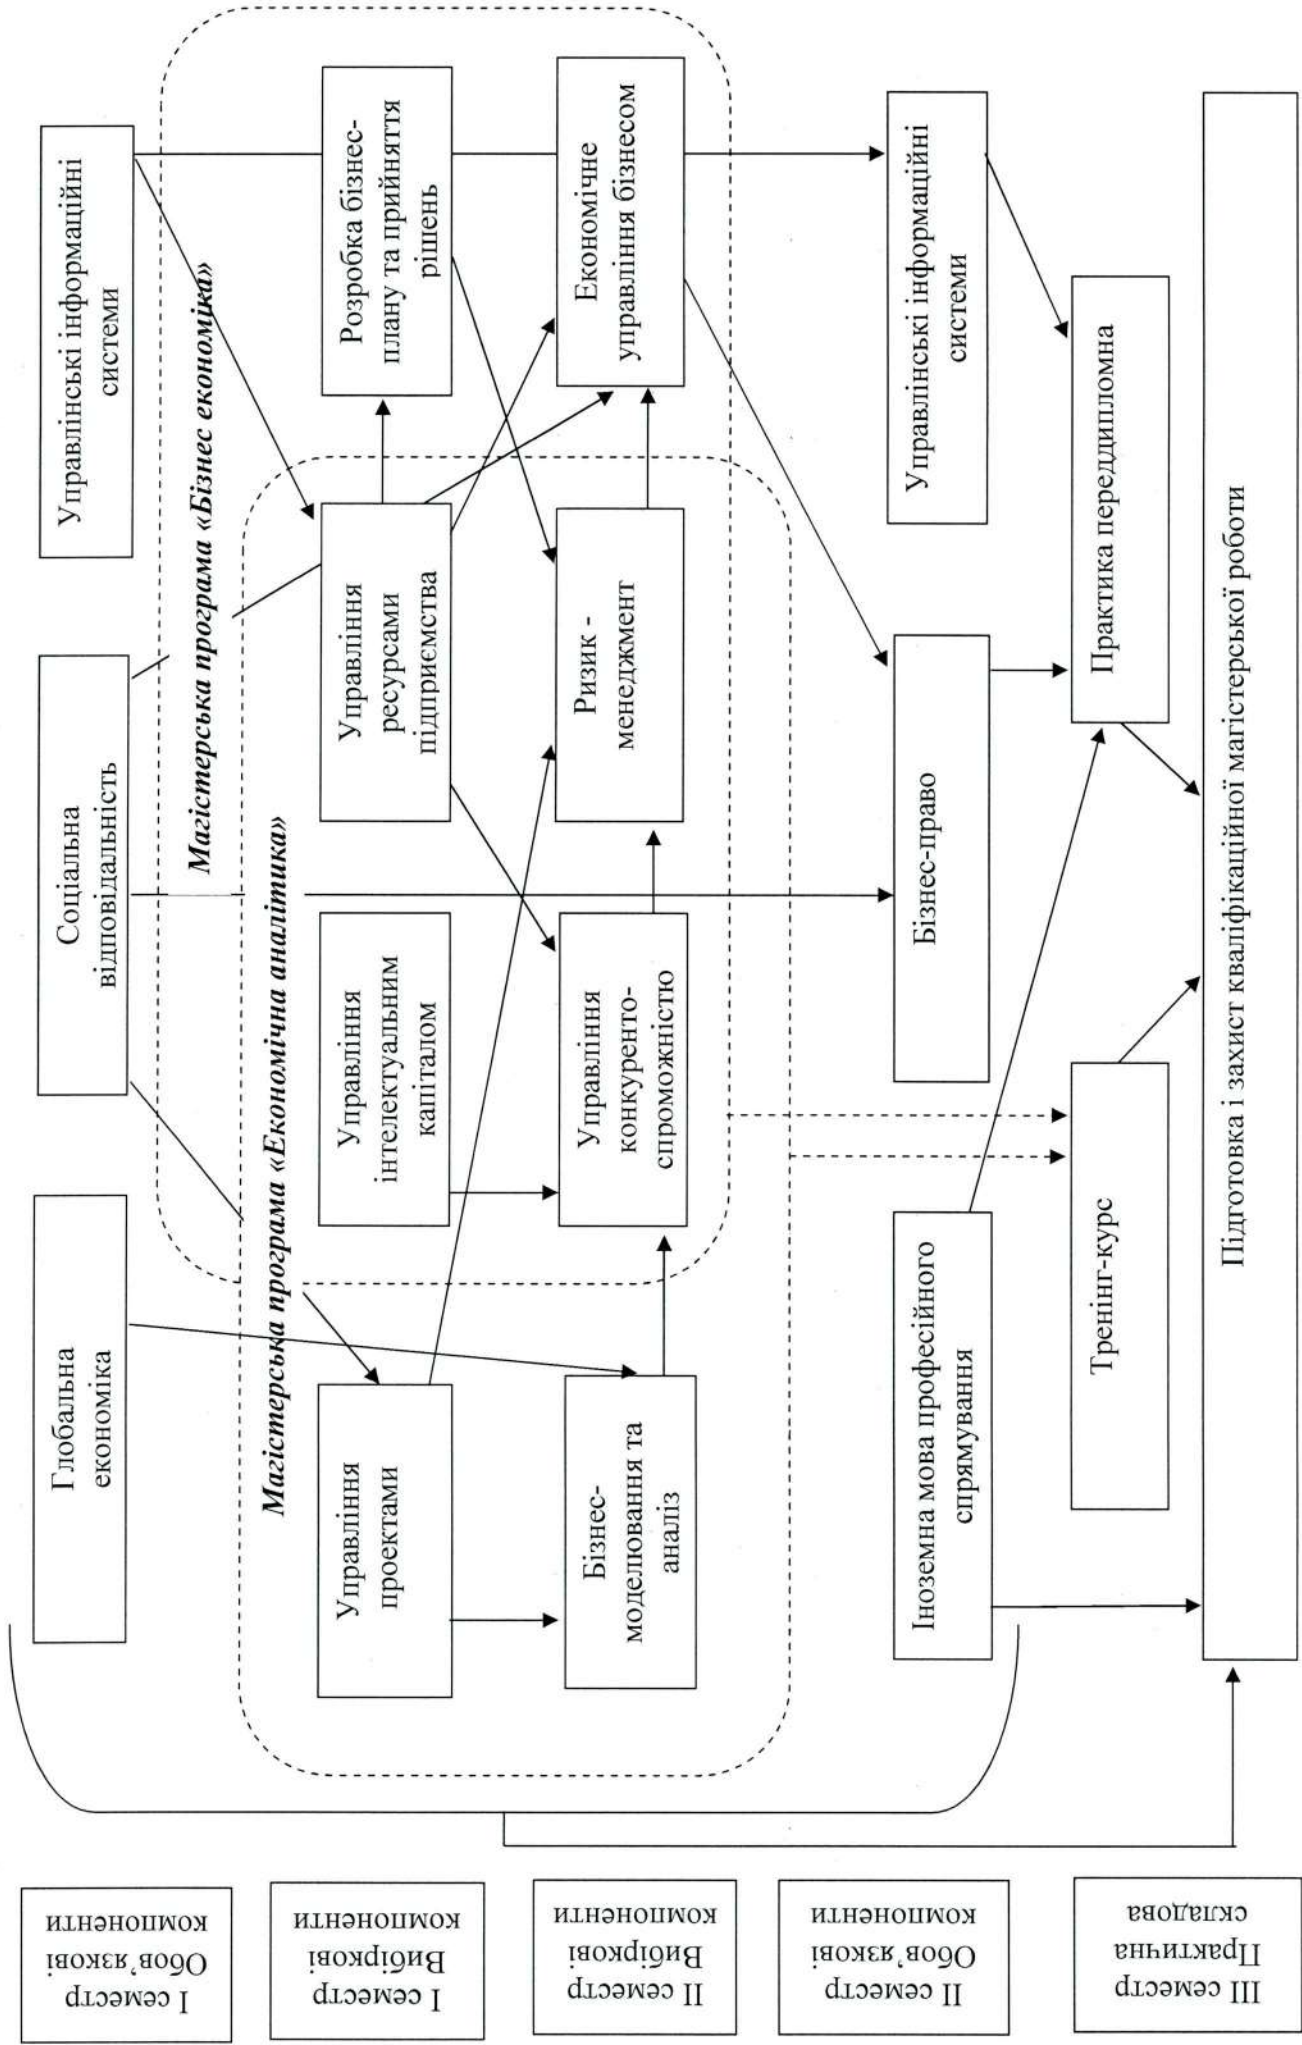 I семестр
Обов’язкові
компоненти
Глобальна
економіка
Соціальна
відповідальність
Управлінські інформаційні
системи
Магістерська програма «Бізнес економіка»
Магістерська програма «Економічна аналітика»
I семестр
Вибіркові
компоненти
Управління
проектами
Управління
інтелектуальним
капіталом
Управління
ресурсами
підприємства
Розробка бізнес-
плану та прийняття
рішень
II семестр
Вибіркові
компоненти
Бізнес-
моделювання та
аналіз
Управління
конкуренто-
спроможністю
Ризик -
менеджмент
Економічне
управління бізнесом
II семестр
Обов’язкові
компоненти
Іноземна мова професійного
спрямування
Бізнес-право
Управлінські інформаційні
системи
III семестр
Практична
складова
Тренінг-курс
Практика переддипломна
Підготовка і захист кваліфікаційної магістерської роботи